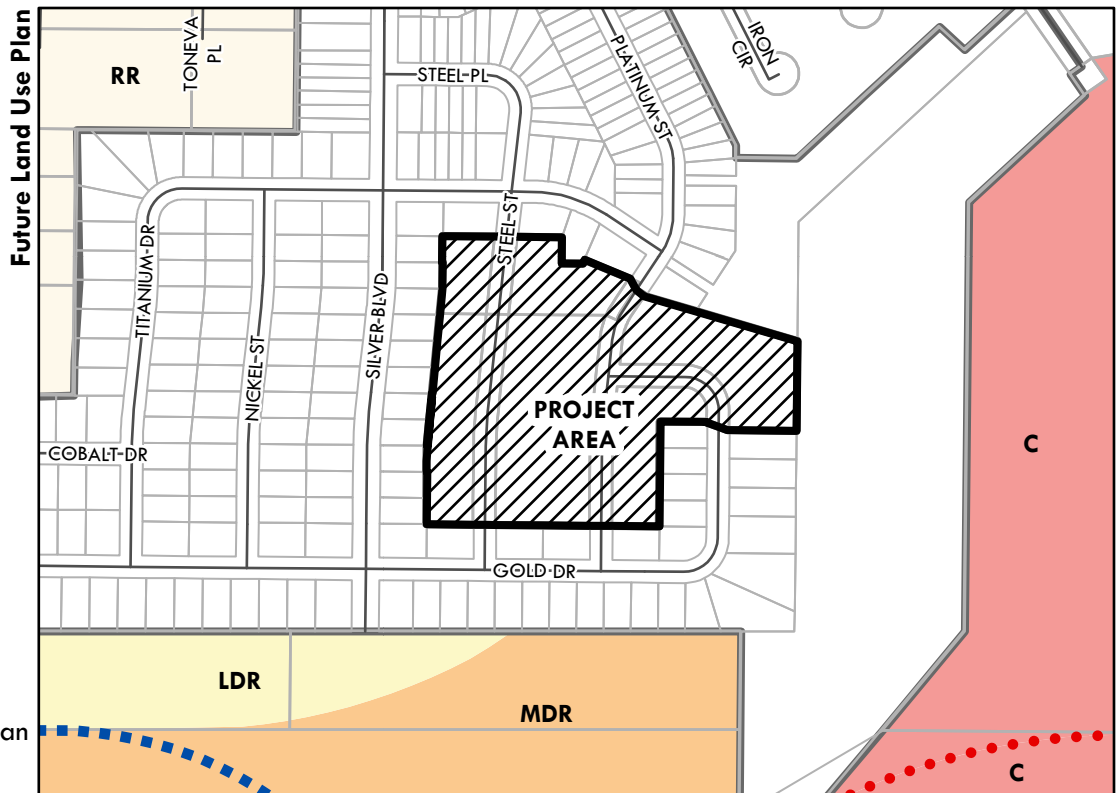 Future Land Use Plan
RR
TONEVA
PL
STEEL PL
PLATINUM ST
IRON
CIR
STEEL ST
TITANIUM DR
NICKEL ST
SILVER BLVD
PROJECT
AREA
COBALT DR
C
GOLD DR
LDR
MDR
an
C